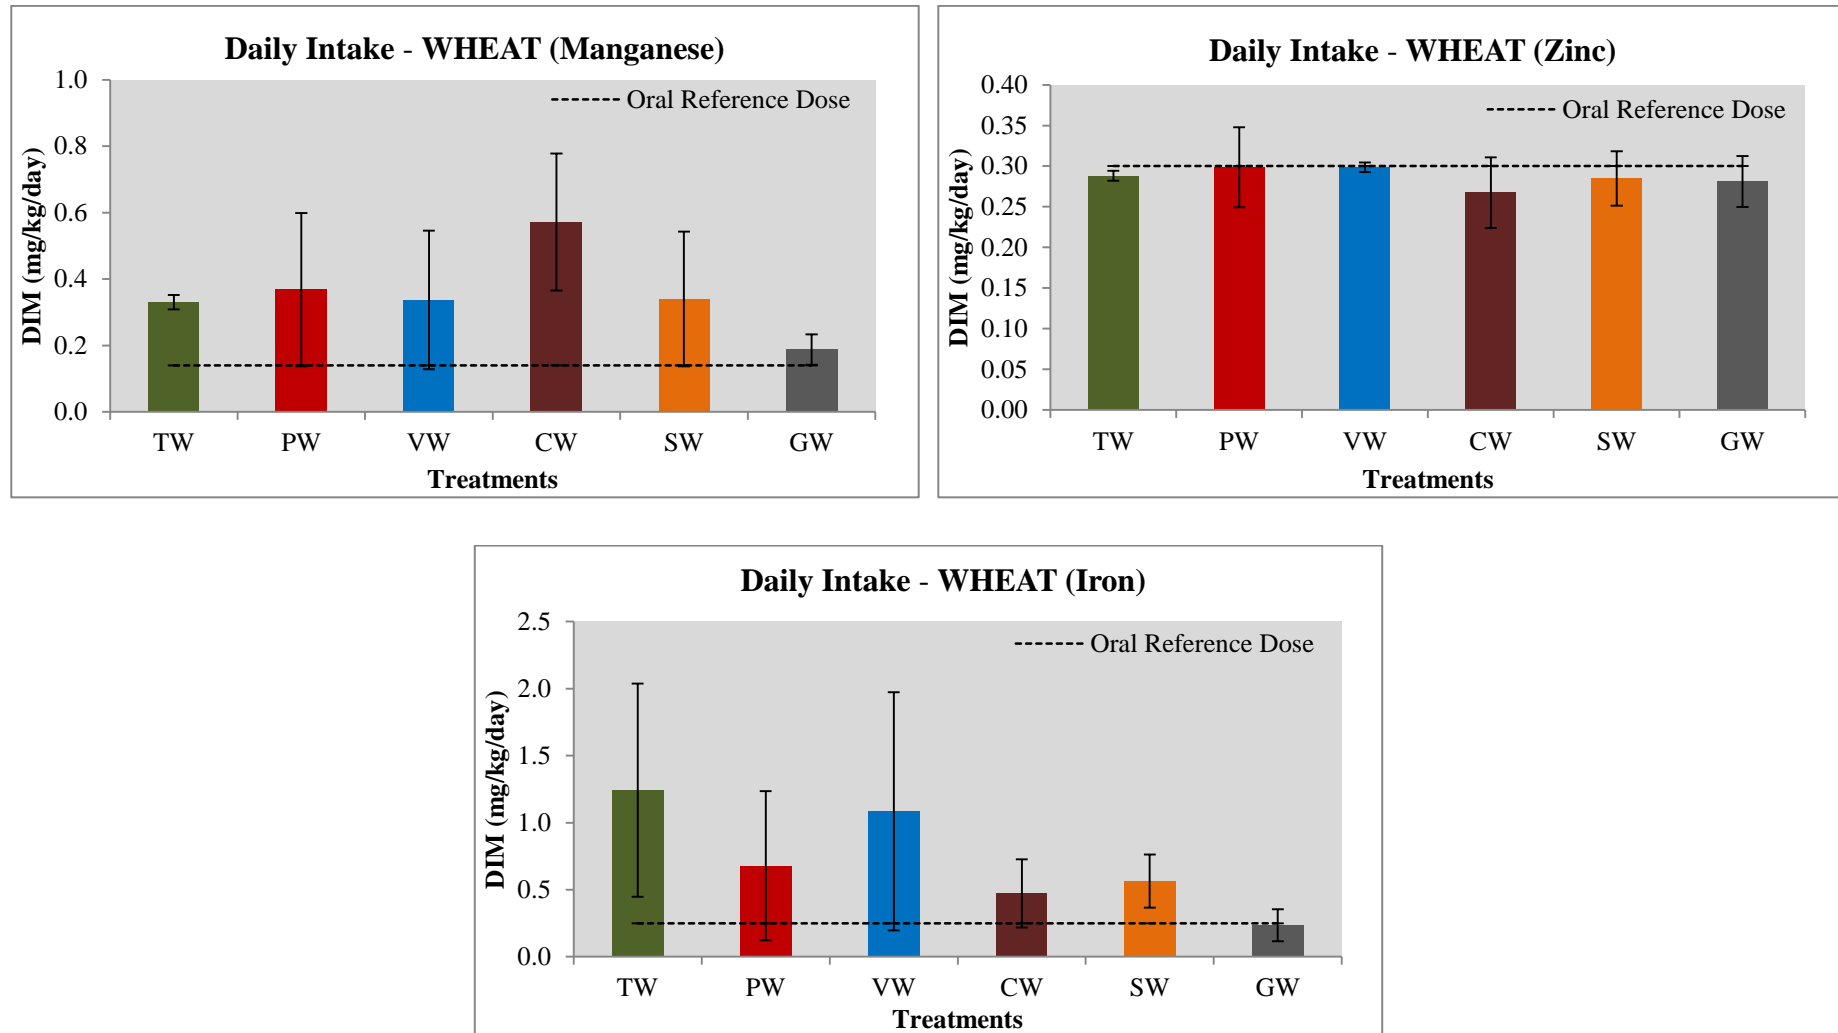 Daily Intake - WHEAT (Manganese)
1.0
0.8
0.6
0.4
0.2
0.0
DIM (mg/kg/day)
Oral Reference Dose
TW PW VW CW SW GW
Treatments
Daily Intake - WHEAT (Zinc)
0.40
0.35
0.30
0.25
0.20
0.15
0.10
0.05
0.00
DIM (mg/kg/day)
Oral Reference Dose
TW PW VW CW SW GW
Treatments
Daily Intake - WHEAT (Iron)
2.5
2.0
1.5
1.0
0.5
0.0
DIM (mg/kg/day)
Oral Reference Dose
TW PW VW CW SW GW
Treatments